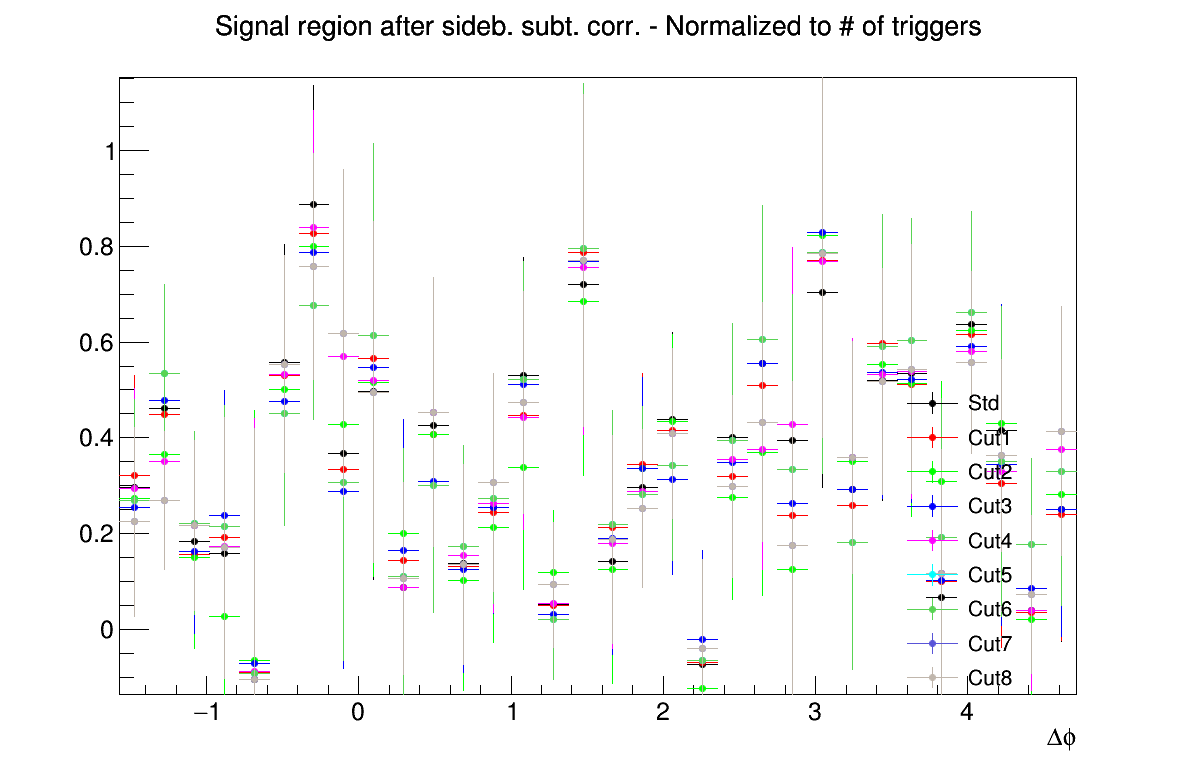 Signal region after sideb. subt. corr. - Normalized to # of triggers
1
0.8
0.6
0.4
0.2
0
Std
Cut1
Cut2
Cut3
Cut4
Cut5
Cut6
Cut7
Cut8
−1 0 1 2 3 4
Δϕ